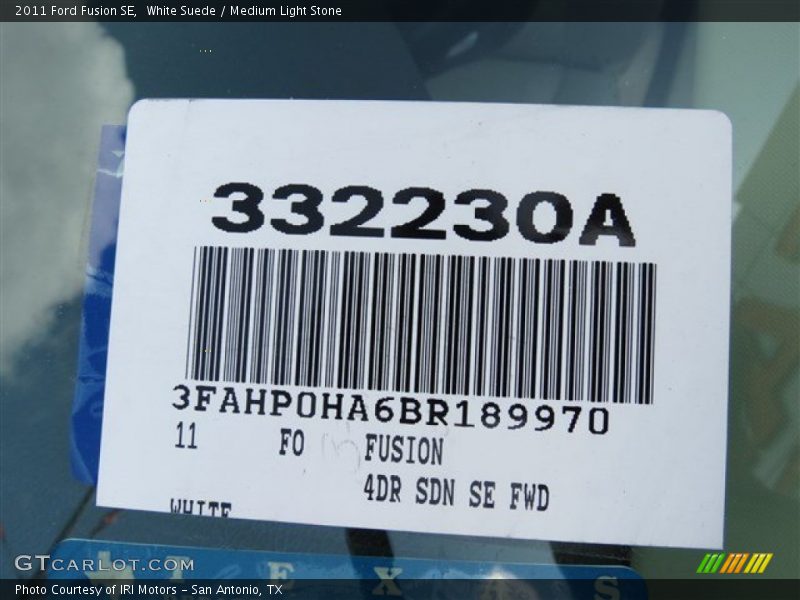 2011 Ford Fusion SE,  White Suede / Medium Light Stone
332230A
3FAHP0HA6BR189970
11 FO FUSION
4DR SDN SE FWD
WHITE
GTCARLOT.COM
T E X S
Photo Courtesy of IRI Motors - San Antonio, TX